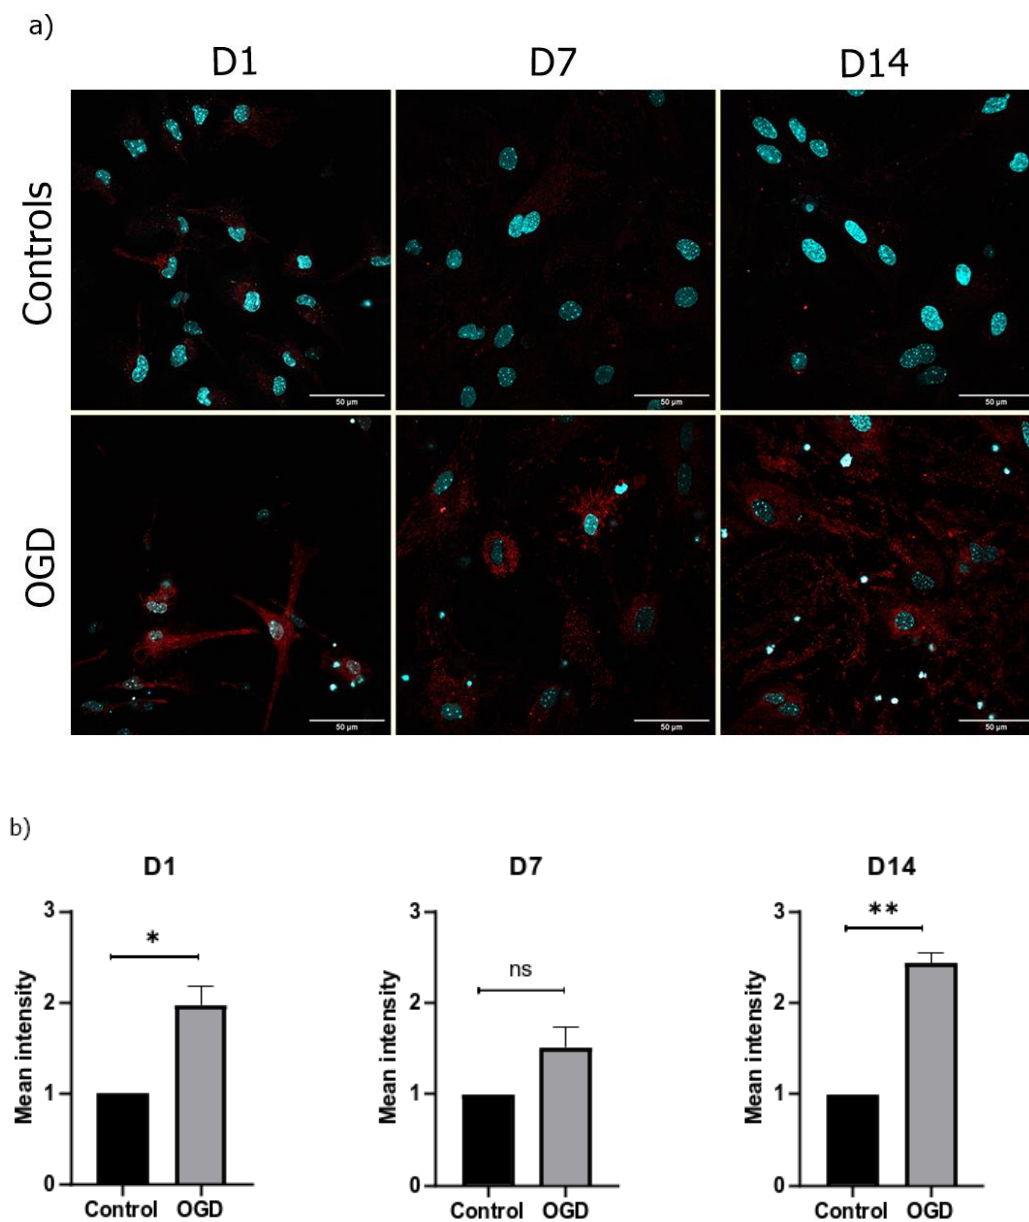 a)
D1 D7 D14
Controls
50 µm 50 µm 50 µm
OGD
50 µm 50 µm 50 µm
b)
D1
Mean intensity
3
2
1
0
*
Control OGD
D7
Mean intensity
3
2
1
0
ns
Control OGD
D14
Mean intensity
3
2
1
0
**
Control OGD